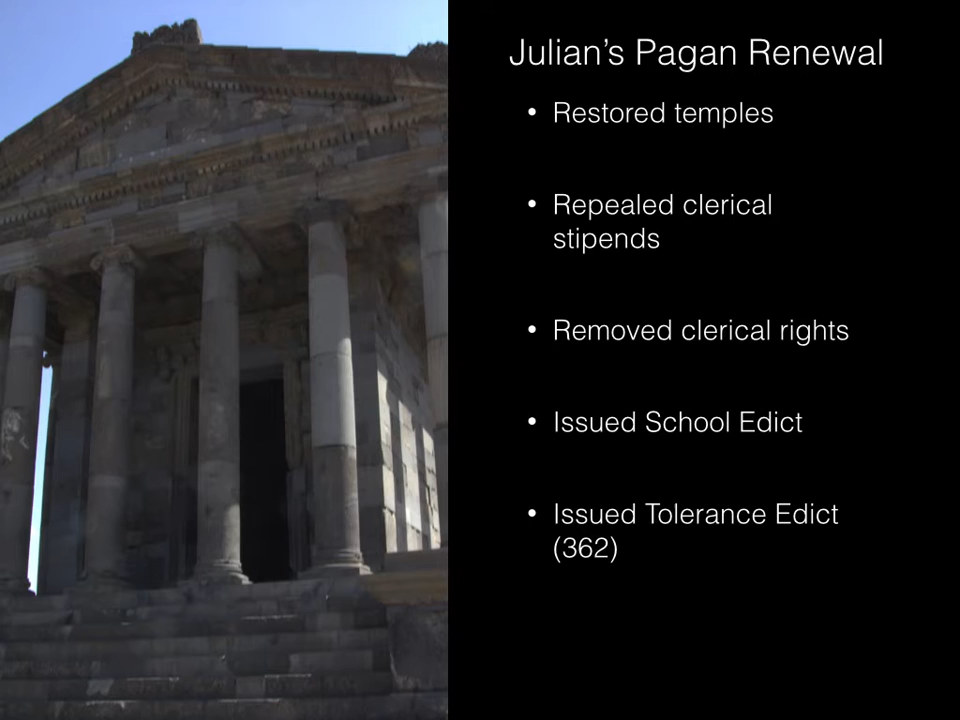 Julian’s Pagan Renewal
• Restored temples
• Repealed clerical
stipends
• Removed clerical rights
• Issued School Edict
• Issued Tolerance Edict
(362)